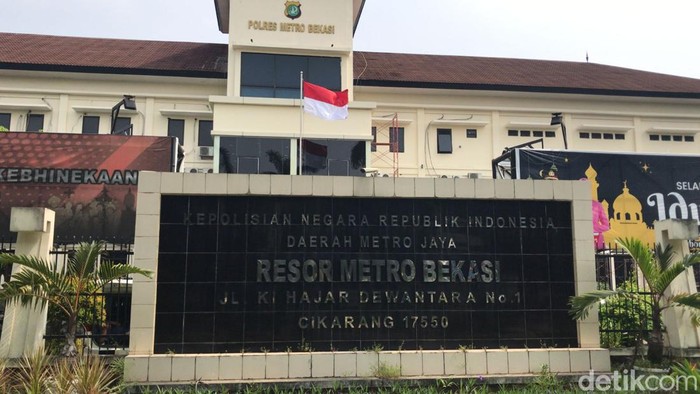 POLRES METRO BEKASI
KEBHINEKAAN
SELA
Idu
KEPOLISIAN NEGARA REPUBLIK INDONESIA
DAERAH METRO JAYA
RESOR METRO BEKASI
JL. KI HAJAR DEWANTARA No.1
CIKARANG 17550
detikcom